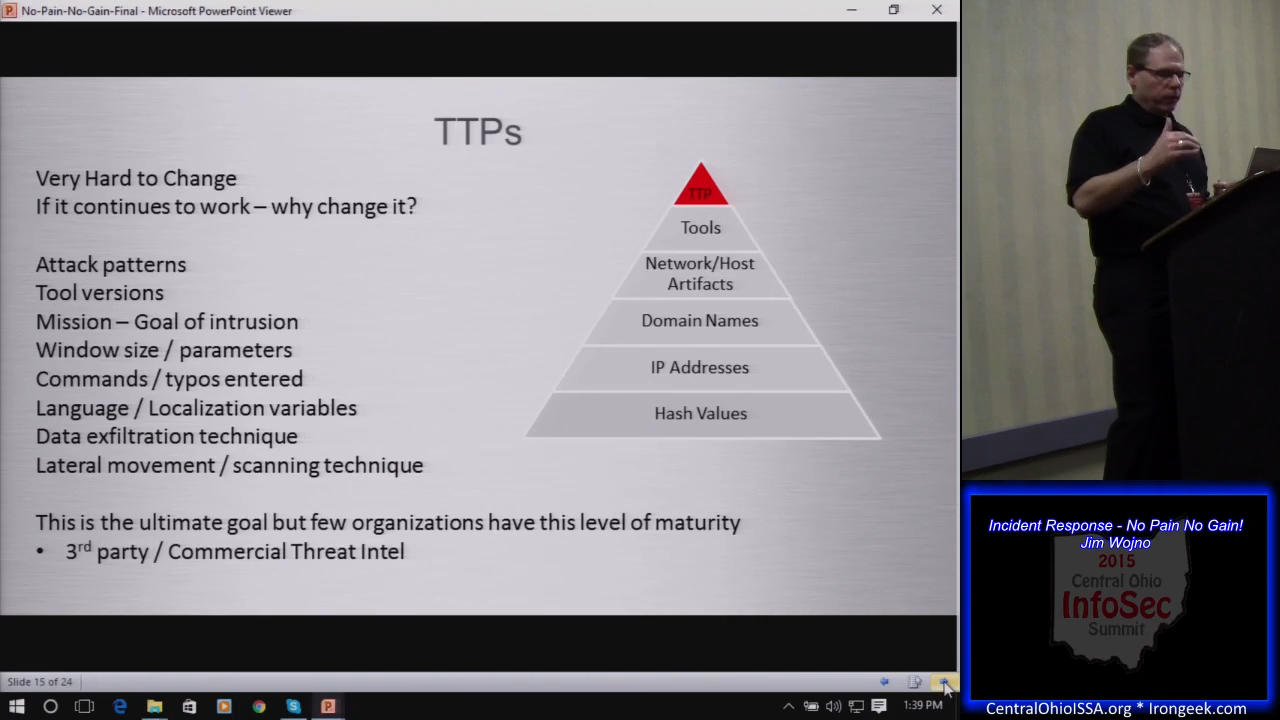 No-Pain-No-Gain-Final - Microsoft PowerPoint Viewer
TTPs
Very Hard to Change
If it continues to work – why change it?
Attack patterns
Tool versions
Mission – Goal of intrusion
Window size / parameters
Commands / typos entered
Language / Localization variables
Data exfiltration technique
Lateral movement / scanning technique
This is the ultimate goal but few organizations have this level of maturity
• 3rd party / Commercial Threat Intel
TTP
Tools
Network/Host
Artifacts
Domain Names
IP Addresses
Hash Values
Slide 15 of 24
1:39 PM
Incident Response - No Pain No Gain!
Jim Wojno
2015
Central Ohio
InfoSec
Summit
CentralOhioISSA.org * Irongeek.com